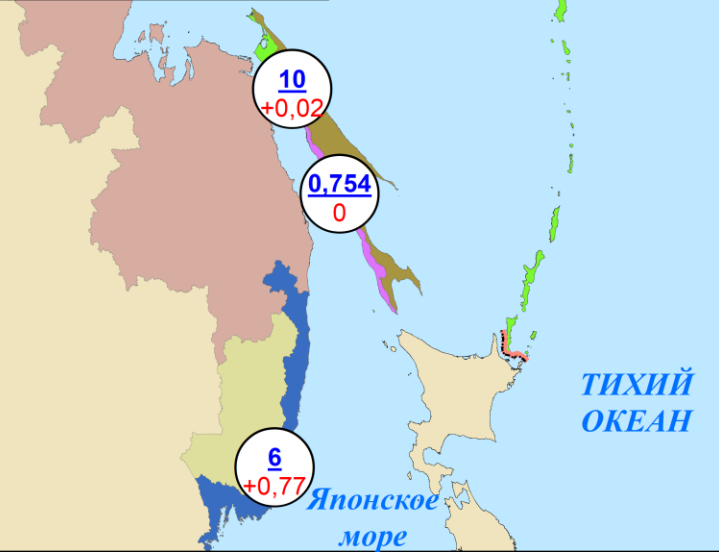 10
+0,02
0,754
0
ТИХИЙ
ОКЕАН
6
+0,77
Японское
море